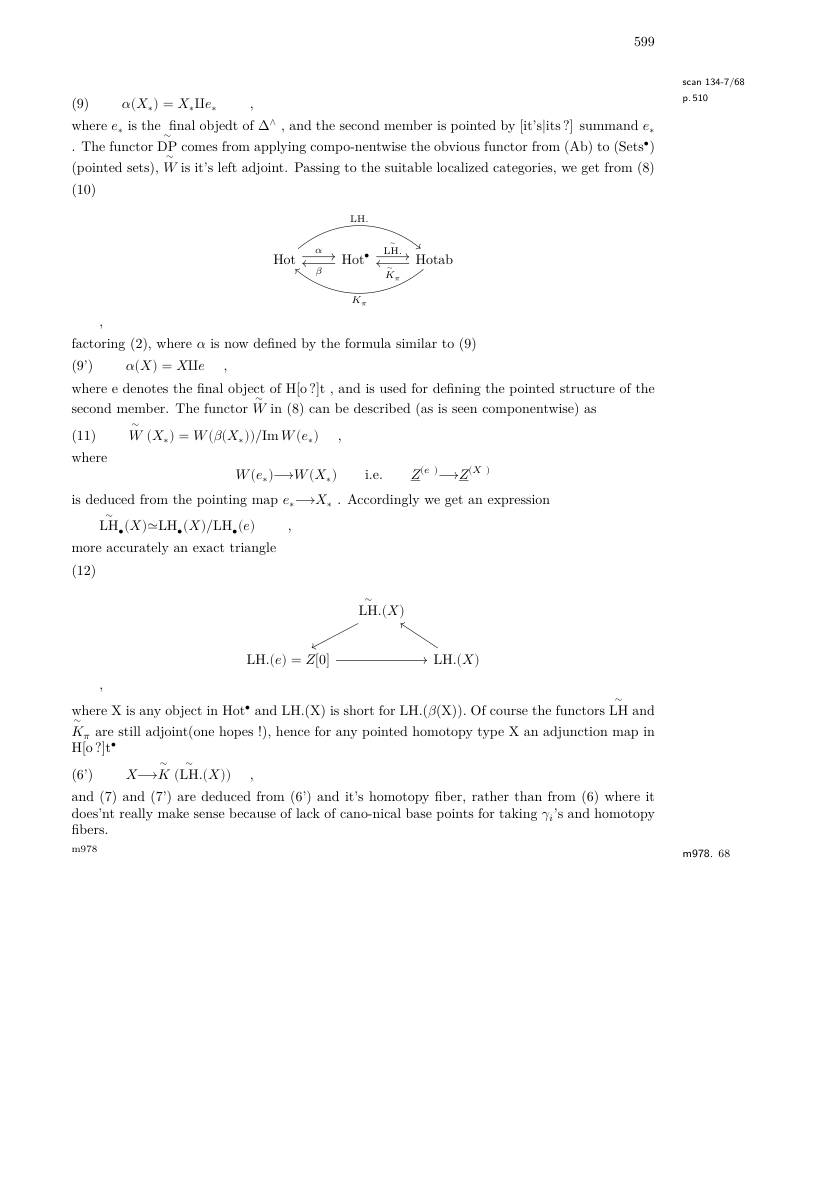 599
scan 134-7/68
p. 510
(9) α(X∗) = X∗IIe∗ ,
where e∗ is the final objedt of Δ^ , and the second member is pointed by [it's|its ?] summand e∗
. The functor D̃P̃ comes from applying compo-nentwise the obvious functor from (Ab) to (Sets•)
(pointed sets), W̃ is it's left adjoint. Passing to the suitable localized categories, we get from (8)
(10)
LH.
Hot α β Hot• L̃H. K̃π Hotab
Kπ
,
factoring (2), where α is now defined by the formula similar to (9)
(9') α(X) = XIIe ,
where e denotes the final object of H[o ?]t , and is used for defining the pointed structure of the
second member. The functor W̃ in (8) can be described (as is seen componentwise) as
(11) W̃ (X∗) = W(β(X∗))/Im W(e∗) ,
where
W(e∗)⟶W(X∗) i.e. Z^(e ) ⟶ Z^(X )
is deduced from the pointing map e∗⟶X∗ . Accordingly we get an expression
L̃H•(X)≃LH•(X)/LH•(e) ,
more accurately an exact triangle
(12)
L̃H.(X)
LH.(e) = Z[0] ⟶ LH.(X)
,
where X is any object in Hot• and LH.(X) is short for LH.(β(X)). Of course the functors L̃H and
K̃π are still adjoint(one hopes !), hence for any pointed homotopy type X an adjunction map in
H[o ?]t•
(6') X⟶K̃ (L̃H.(X)) ,
and (7) and (7') are deduced from (6') and it's homotopy fiber, rather than from (6) where it
does'nt really make sense because of lack of cano-nical base points for taking γi's and homotopy
fibers.
m978
m978. 68